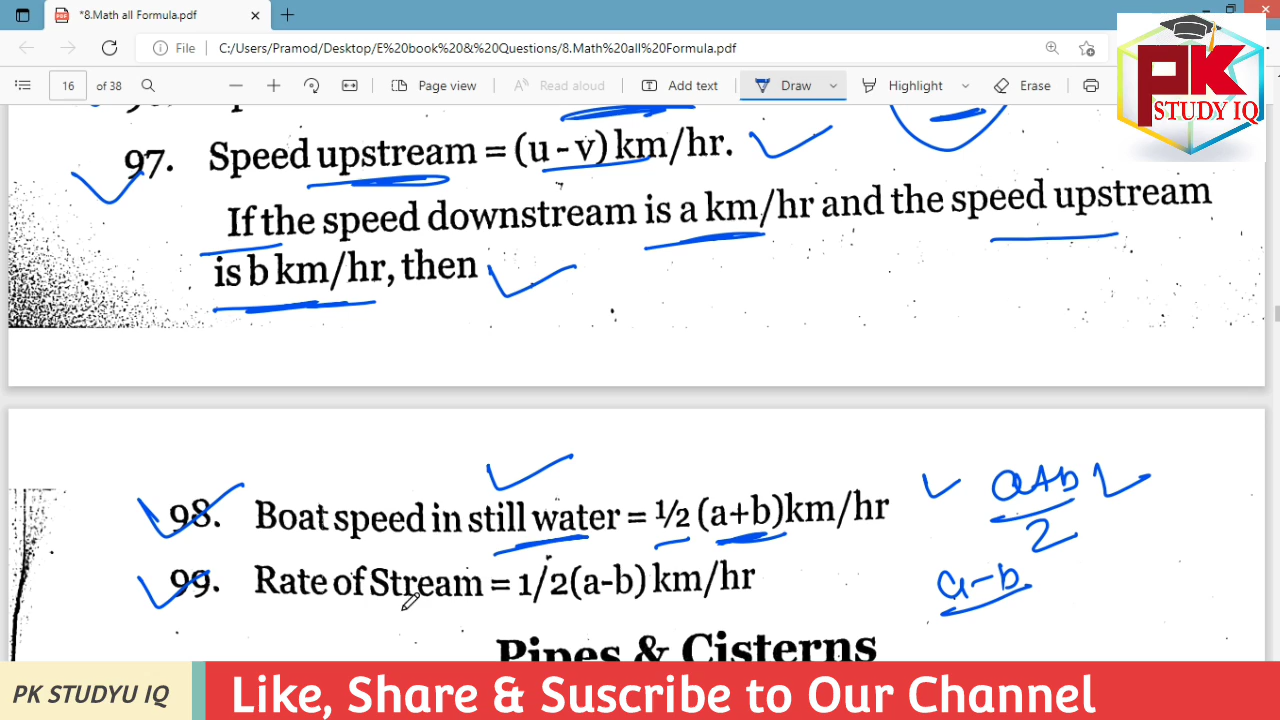 *8.Math all Formula.pdf
File C:/Users/Pramod/Desktop/E%20book%20&%20Questions/8.Math%20all%20Formula.pdf
16 of 38 Page view Read aloud Add text Draw Highlight Erase
PK
STUDY IQ
97. Speed upstream = (u - v) km/hr.
If the speed downstream is a km/hr and the speed upstream
is b km/hr, then
98. Boat speed in still water = ½ (a+b)km/hr
a+b
2
99. Rate of Stream = 1/2(a-b) km/hr
a-b
Pipes & Cisterns
PK STUDYU IQ Like, Share & Suscribe to Our Channel